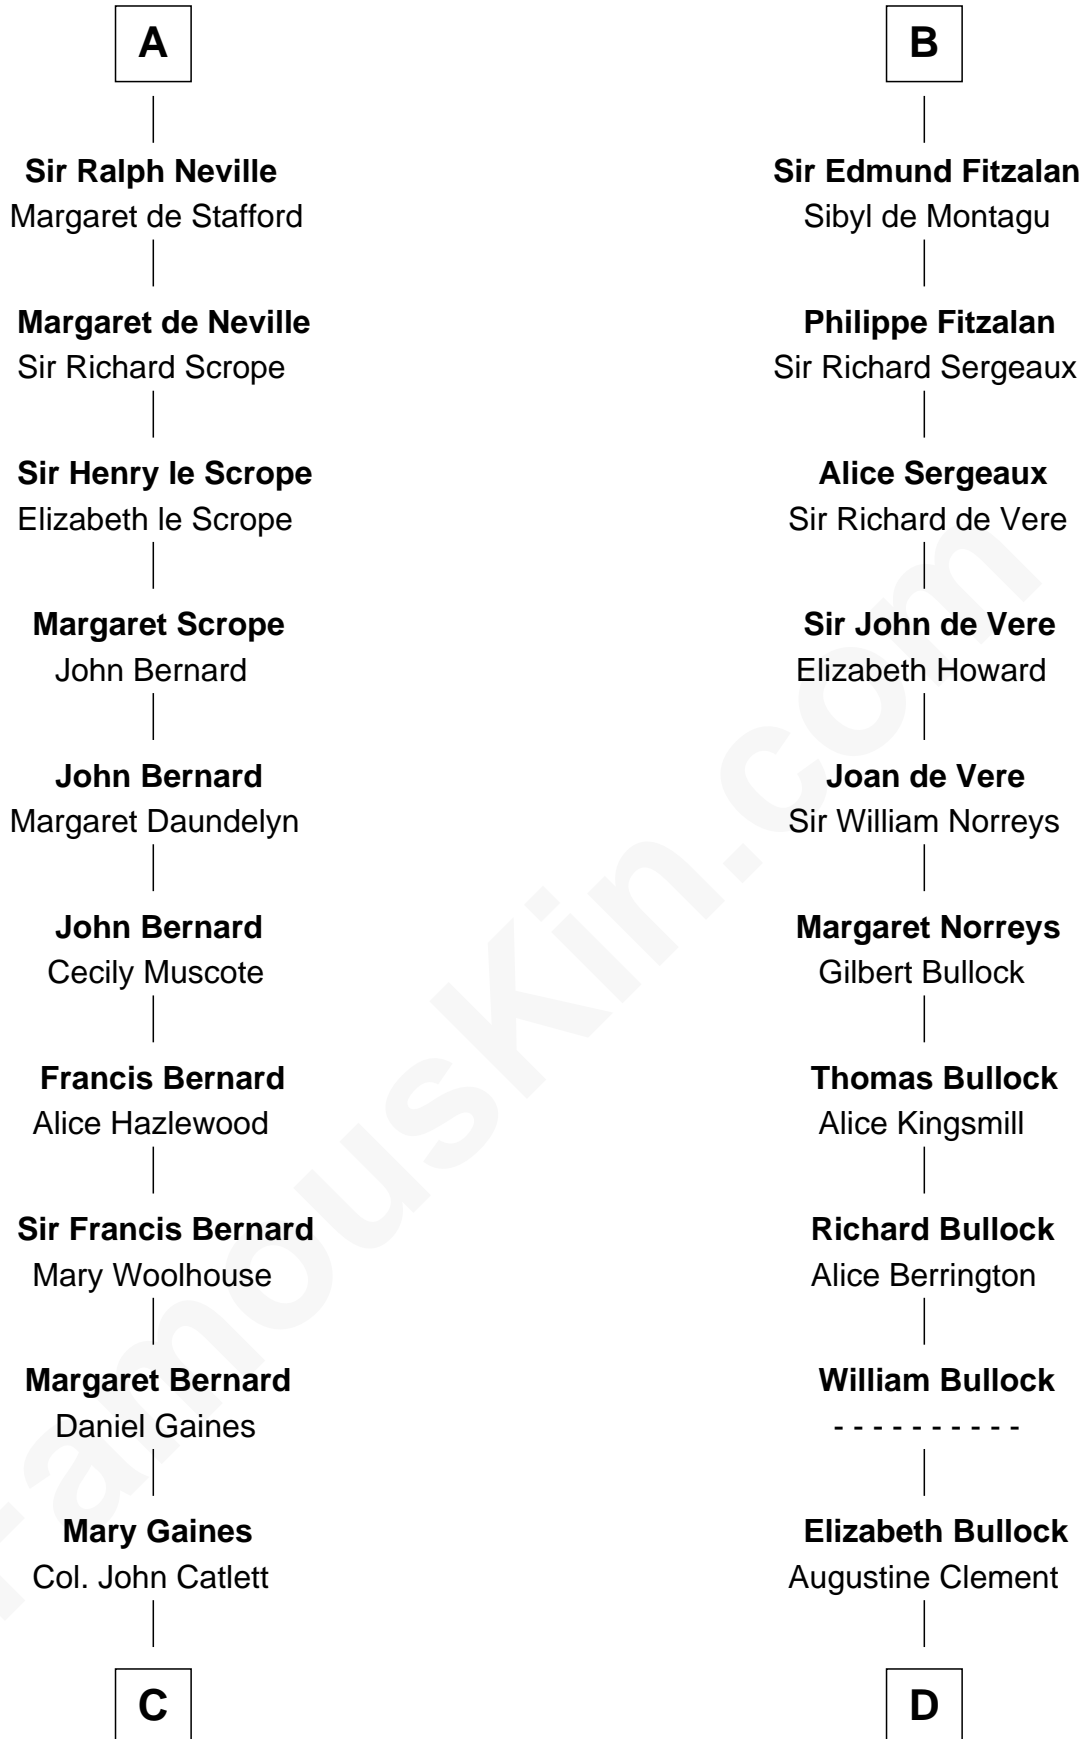 A
Sir Ralph Neville
Margaret de Stafford
Margaret de Neville
Sir Richard Scrope
Sir Henry le Scrope
Elizabeth le Scrope
Margaret Scrope
John Bernard
John Bernard
Margaret Daundelyn
John Bernard
Cecily Muscote
Francis Bernard
Alice Hazlewood
Sir Francis Bernard
Mary Woolhouse
Margaret Bernard
Daniel Gaines
Mary Gaines
Col. John Catlett
C
B
Sir Edmund Fitzalan
Sibyl de Montagu
Philippe Fitzalan
Sir Richard Sergeaux
Alice Sergeaux
Sir Richard de Vere
Sir John de Vere
Elizabeth Howard
Joan de Vere
Sir William Norreys
Margaret Norreys
Gilbert Bullock
Thomas Bullock
Alice Kingsmill
Richard Bullock
Alice Berrington
William Bullock
- - - - - - - - - -
Elizabeth Bullock
Augustine Clement
D
FamousKin.com